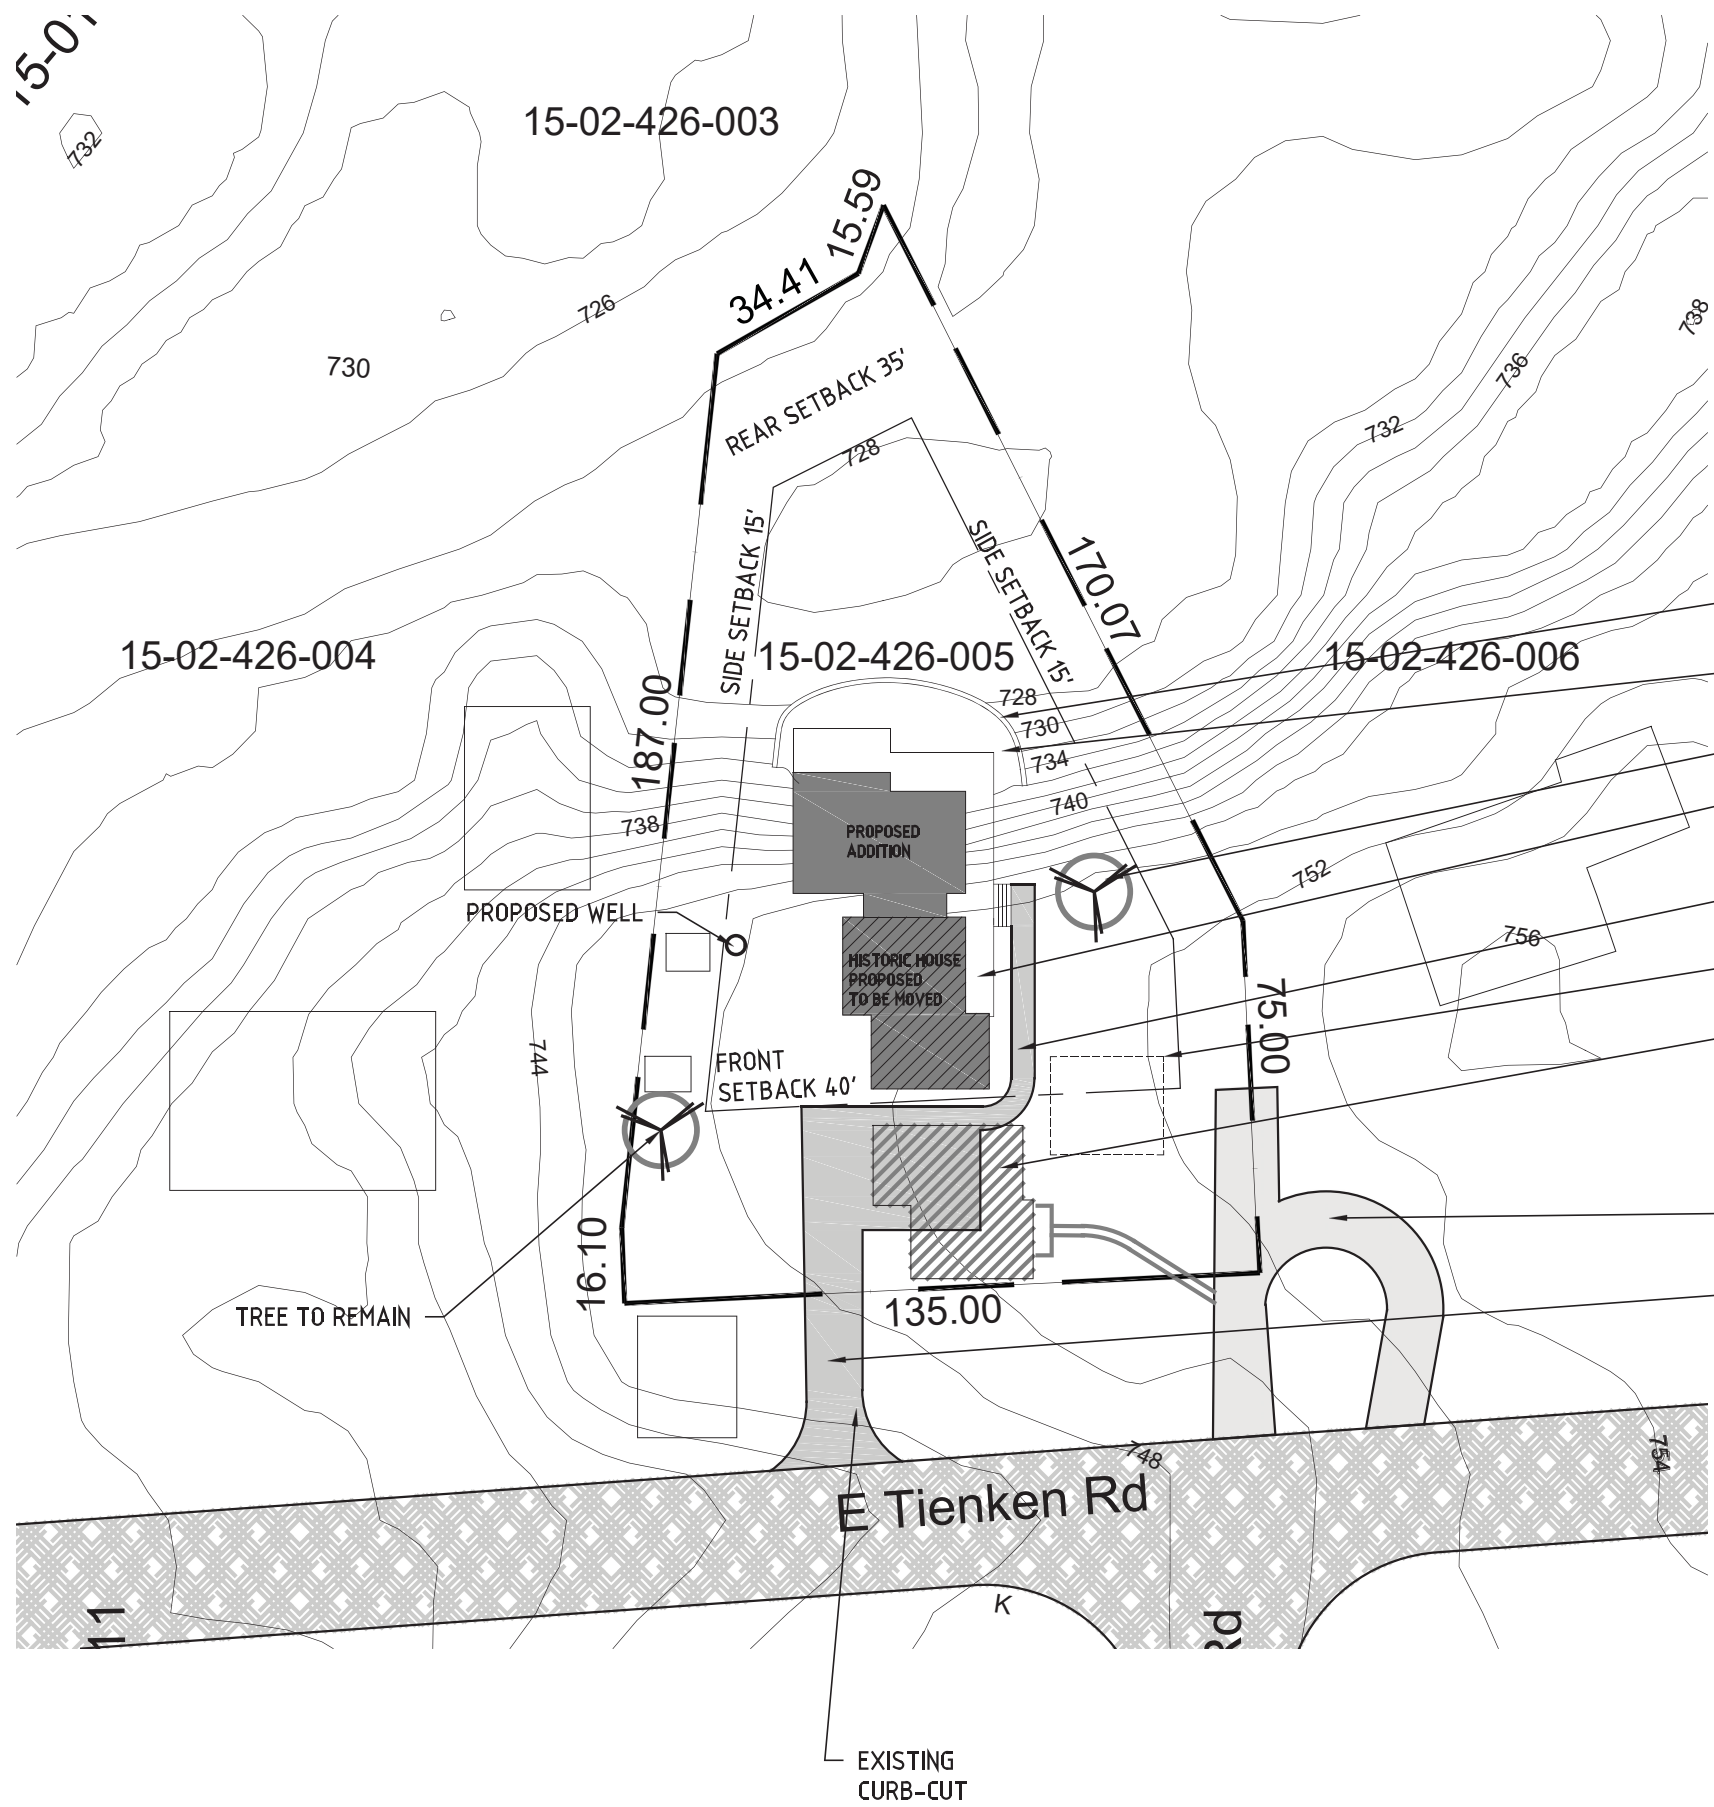 15-01
732
15-02-426-003
15.59
34.41
726
730
738
736
732
REAR SETBACK 35'
728
SIDE SETBACK 15'
SIDE SETBACK 15'
170.07
15-02-426-004
15-02-426-005
15-02-426-006
187.00
728
730
734
740
738
PROPOSED
ADDITION
752
PROPOSED WELL
756
HISTORIC HOUSE
PROPOSED
TO BE MOVED
75.00
744
FRONT
SETBACK 40'
16.10
TREE TO REMAIN
135.00
748
754
E Tienken Rd
K
11
Rd
EXISTING
CURB-CUT